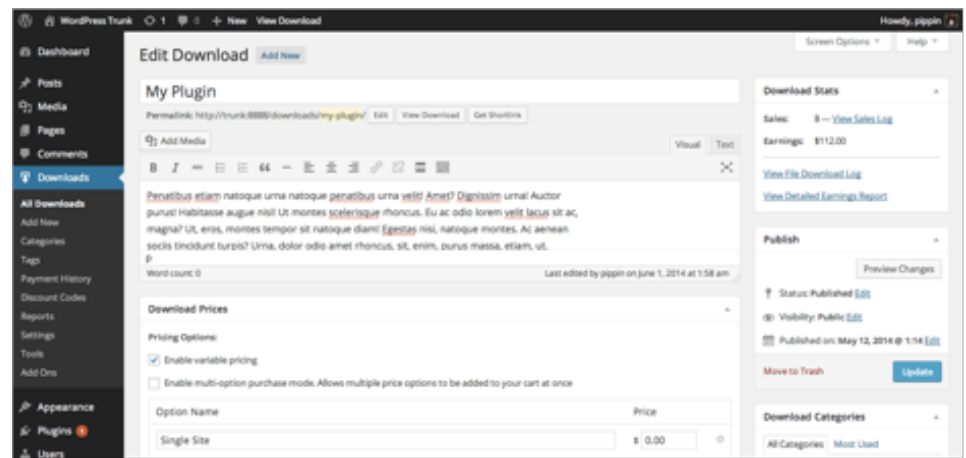 WordPress Trunk 1 0 + New View Download Howdy, pippin
Dashboard
Posts
Media
Pages
Comments
Downloads
All Downloads
Add New
Categories
Tags
Payment History
Discount Codes
Reports
Settings
Tools
Add Ons
Appearance
Plugins 1
Users
Screen Options Help
Edit Download Add New
My Plugin
Permalink: http://trunk:8888/downloads/my-plugin/ Edit View Download Get Shortlink
Add Media Visual Text
B I
Penatibus etiam natoque urna natoque penatibus urna velit! Amet? Dignissim urna! Auctor
purus! Habitasse augue nisi! Ut montes scelerisque rhoncus. Eu ac odio lorem velit lacus sit ac,
magna? Ut, eros, montes tempor sit natoque diam! Egestas nisi, natoque montes. Ac aenean
sociis tincidunt turpis? Urna, dolor odio amet rhoncus, sit, enim, purus massa, etiam, ut.
p
Word count: 0 Last edited by pippin on June 1, 2014 at 1:58 am
Download Prices
Pricing Options:
Enable variable pricing
Enable multi-option purchase mode. Allows multiple price options to be added to your cart at once
Option Name Price
Single Site $ 0.00
Download Stats
Sales: 8 — View Sales Log
Earnings: $112.00
View File Download Log
View Detailed Earnings Report
Publish
Preview Changes
Status: Published Edit
Visibility: Public Edit
Published on: May 12, 2014 @ 1:14 Edit
Move to Trash Update
Download Categories
All Categories Most Used